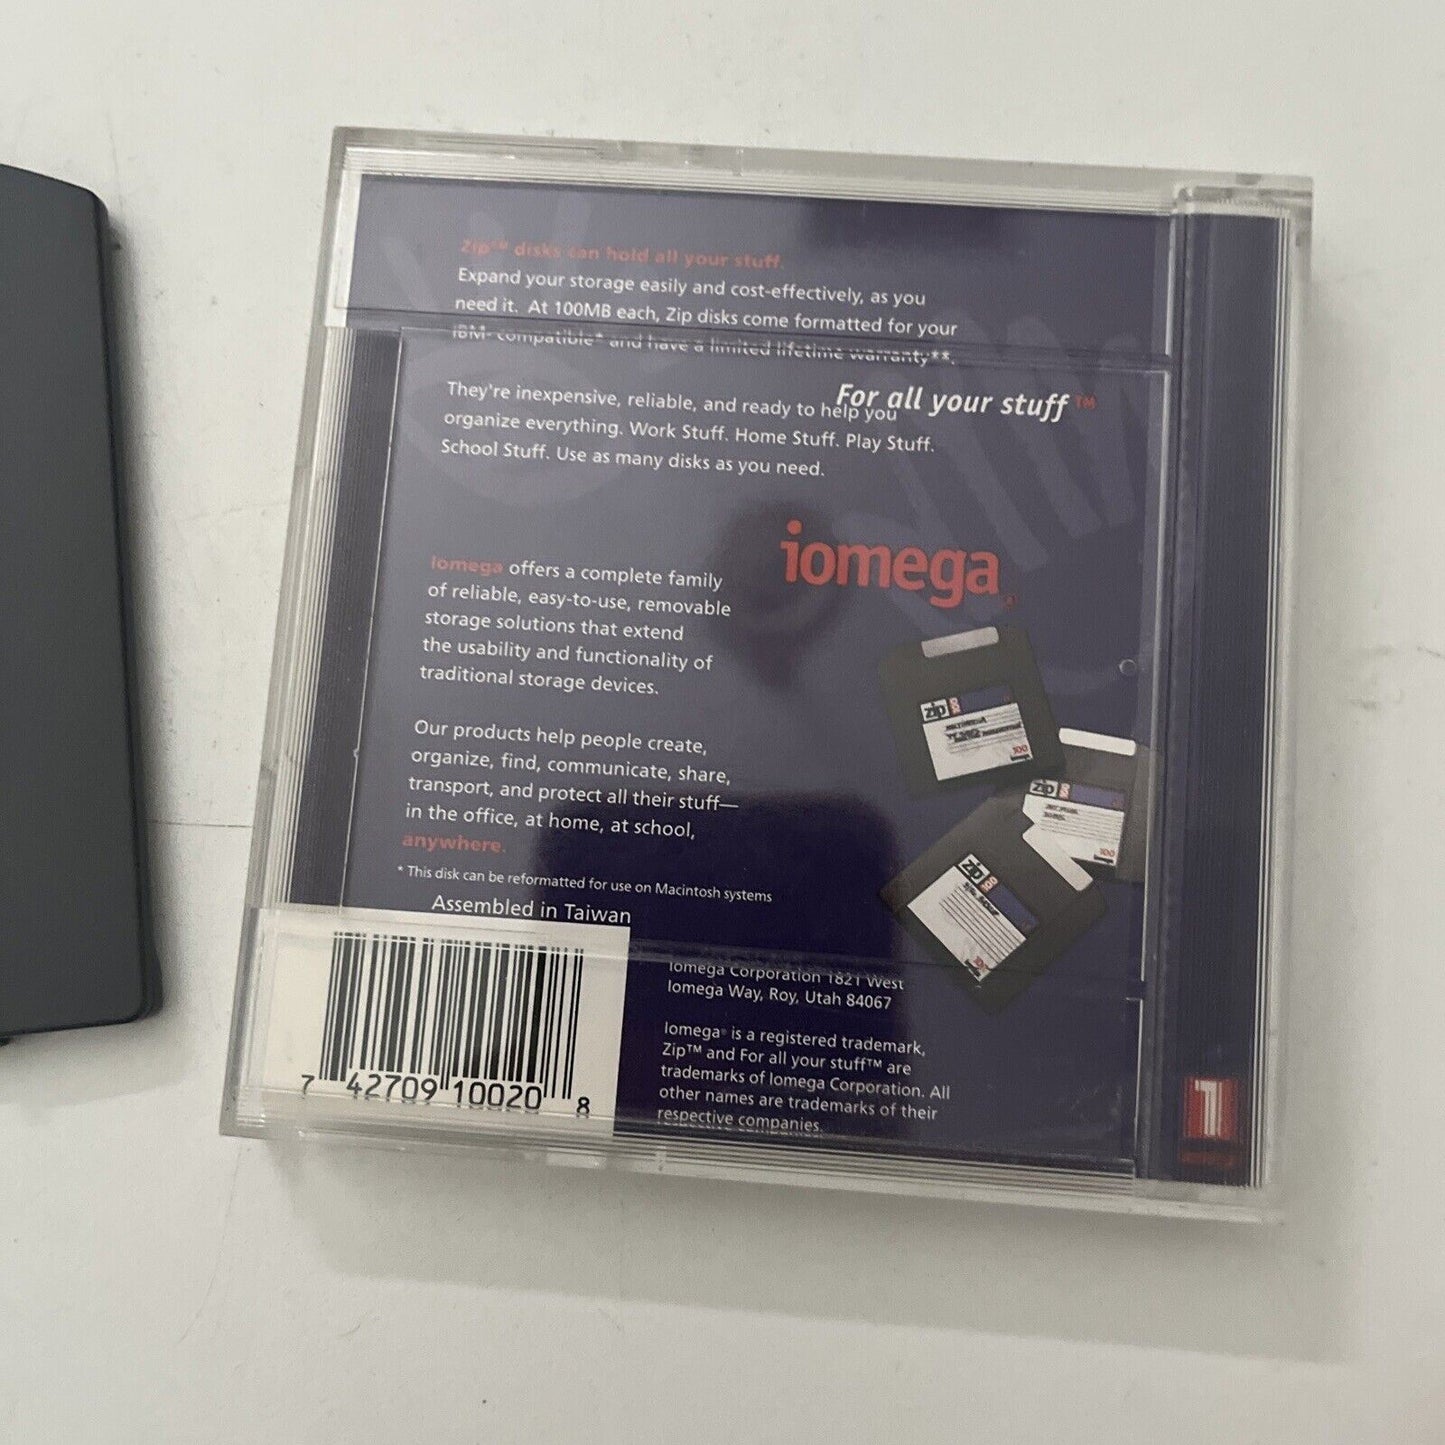 Zip™ disks can hold all your stuff.
Expand your storage easily and cost-effectively, as you
need it. At 100MB each, Zip disks come formatted for your
IBM- compatible* and have a limited lifetime warranty**.
For all your stuff™
They're inexpensive, reliable, and ready to help you
organize everything. Work Stuff. Home Stuff. Play Stuff.
School Stuff. Use as many disks as you need.
iomega®
iomega offers a complete family
of reliable, easy-to-use, removable
storage solutions that extend
the usability and functionality of
traditional storage devices.
Our products help people create,
organize, find, communicate, share,
transport, and protect all their stuff—
in the office, at home, at school,
anywhere.
* This disk can be reformatted for use on Macintosh systems
Assembled in Taiwan
7 42709 10020 8
Iomega Corporation 1821 West
Iomega Way, Roy, Utah 84067
Iomega® is a registered trademark,
Zip™ and For all your stuff™ are
trademarks of Iomega Corporation. All
other names are trademarks of their
respective companies.
zip 100
100
zip 100
100
zip 100
100
1